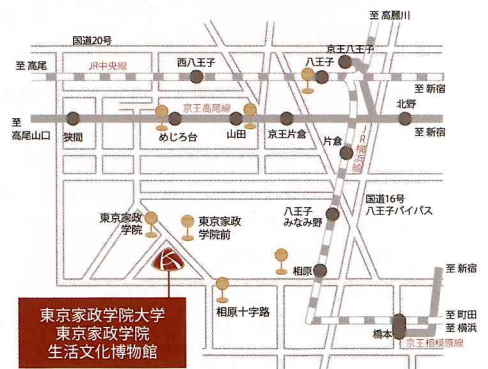 至 高麗川
国道20号
京王八王子
JR中央線
西八王子
八王子
至 高尾
至 新宿
京王高尾線
北野
至
高尾山口
狭間
めじろ台
山田
京王片倉
片倉
至 新宿
JR横浜線
国道16号
八王子バイパス
八王子
みなみ野
東京家政
学院
東京家政
学院前
相原
至 新宿
相原十字路
至 町田
至 横浜
橋本
京王相模原線
東京家政学院大学
東京家政学院
生活文化博物館